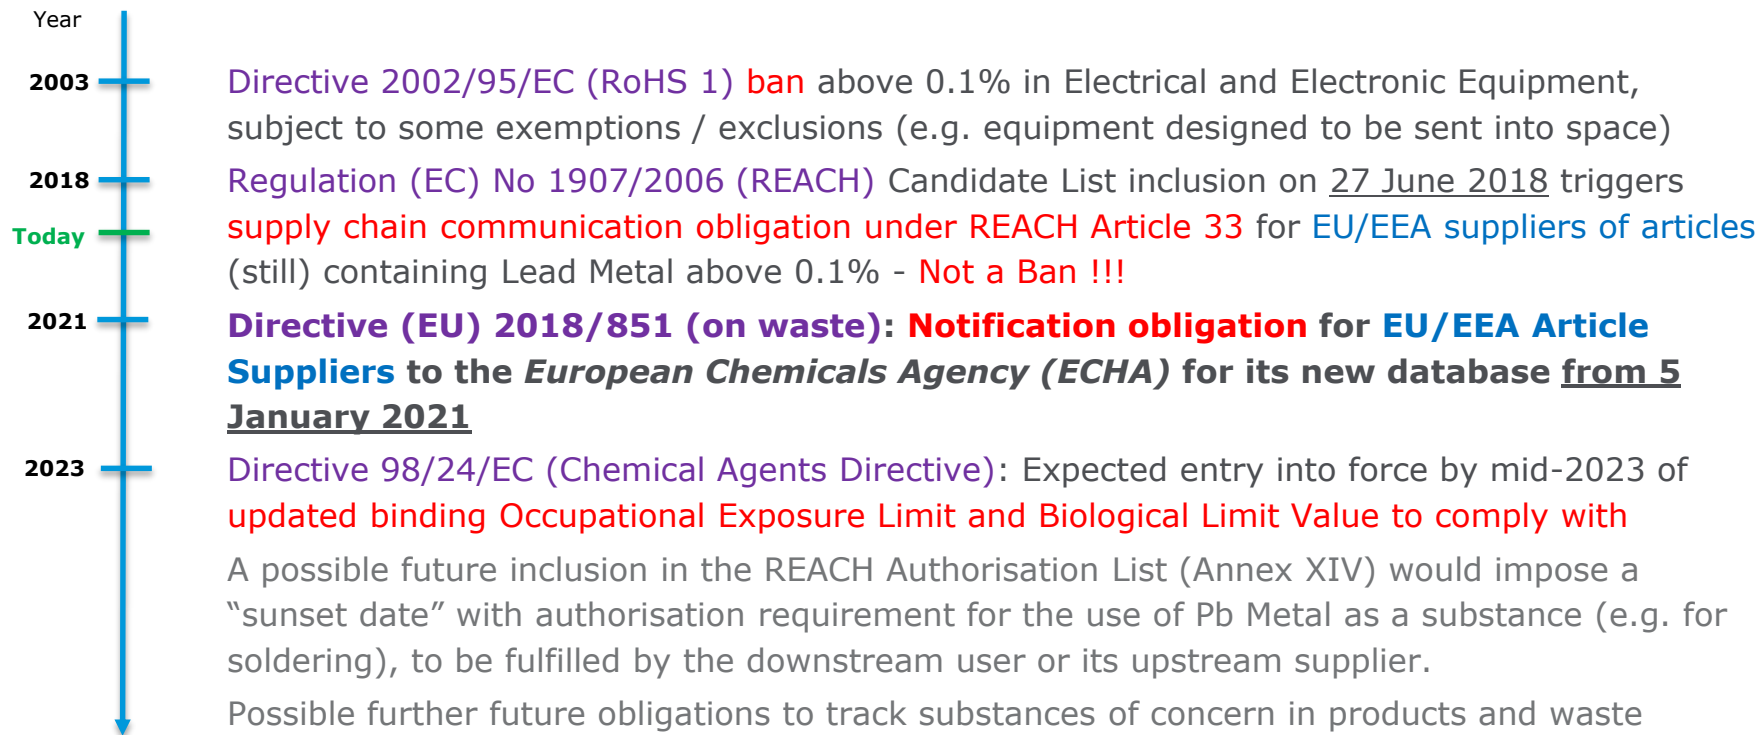 Year
2003
Directive 2002/95/EC (RoHS 1) ban above 0.1% in Electrical and Electronic Equipment,
subject to some exemptions / exclusions (e.g. equipment designed to be sent into space)
2018
Regulation (EC) No 1907/2006 (REACH) Candidate List inclusion on 27 June 2018 triggers
Today
supply chain communication obligation under REACH Article 33 for EU/EEA suppliers of articles
(still) containing Lead Metal above 0.1% - Not a Ban !!!
2021
Directive (EU) 2018/851 (on waste): Notification obligation for EU/EEA Article
Suppliers to the European Chemicals Agency (ECHA) for its new database from 5
January 2021
2023
Directive 98/24/EC (Chemical Agents Directive): Expected entry into force by mid-2023 of
updated binding Occupational Exposure Limit and Biological Limit Value to comply with
A possible future inclusion in the REACH Authorisation List (Annex XIV) would impose a
“sunset date” with authorisation requirement for the use of Pb Metal as a substance (e.g. for
soldering), to be fulfilled by the downstream user or its upstream supplier.
Possible further future obligations to track substances of concern in products and waste